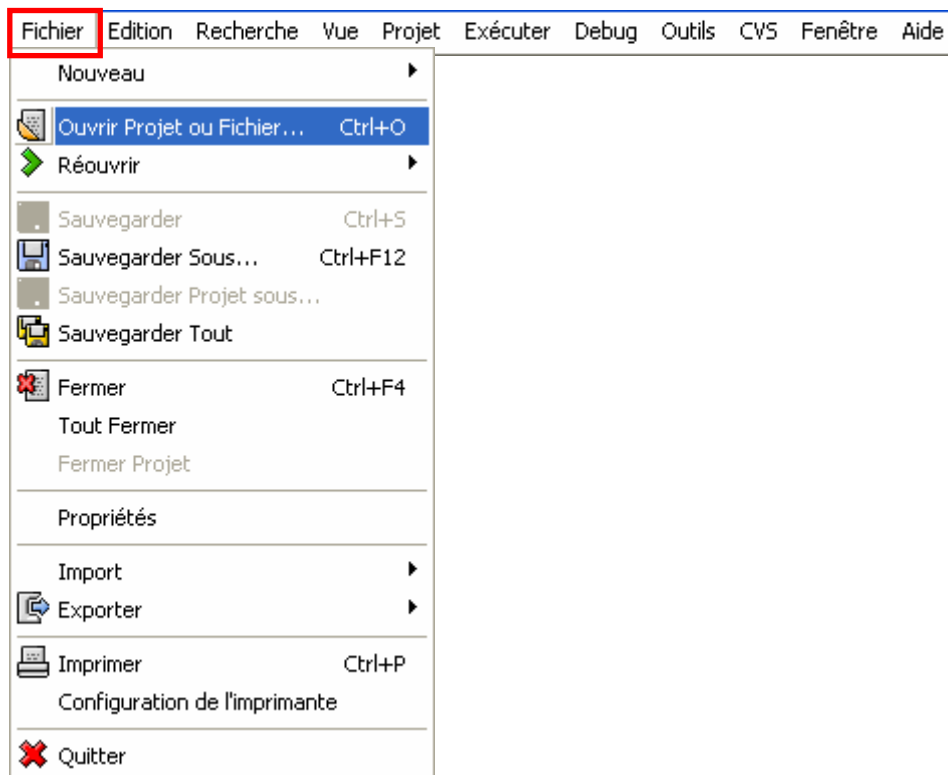 Fichier Edition Recherche Vue Projet Exécuter Debug Outils CVS Fenêtre Aide
Nouveau
Ouvrir Projet ou Fichier... Ctrl+O
Réouvrir
Sauvegarder Ctrl+S
Sauvegarder Sous... Ctrl+F12
Sauvegarder Projet sous...
Sauvegarder Tout
Fermer Ctrl+F4
Tout Fermer
Fermer Projet
Propriétés
Import
Exporter
Imprimer Ctrl+P
Configuration de l'imprimante
Quitter